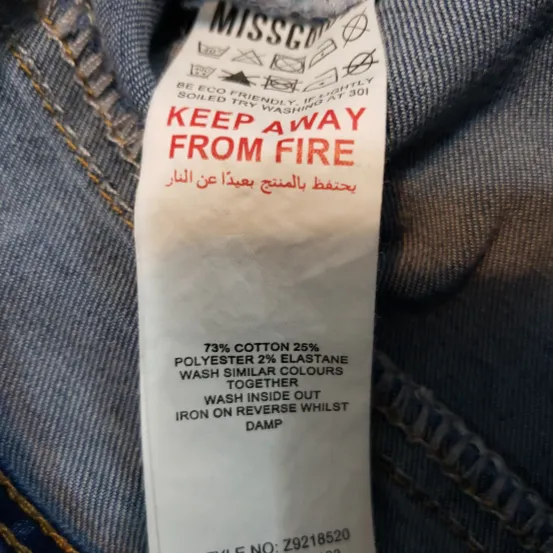 BE ECO FRIENDLY, IF LIGHTLY
SOILED TRY WASHING AT 30!
KEEP AWAY
FROM FIRE
يحتفظ بالمنتج بعيدًا عن النار
73% COTTON 25%
POLYESTER 2% ELASTANE
WASH SIMILAR COLOURS
TOGETHER
WASH INSIDE OUT
IRON ON REVERSE WHILST
DAMP
NO: Z9218520